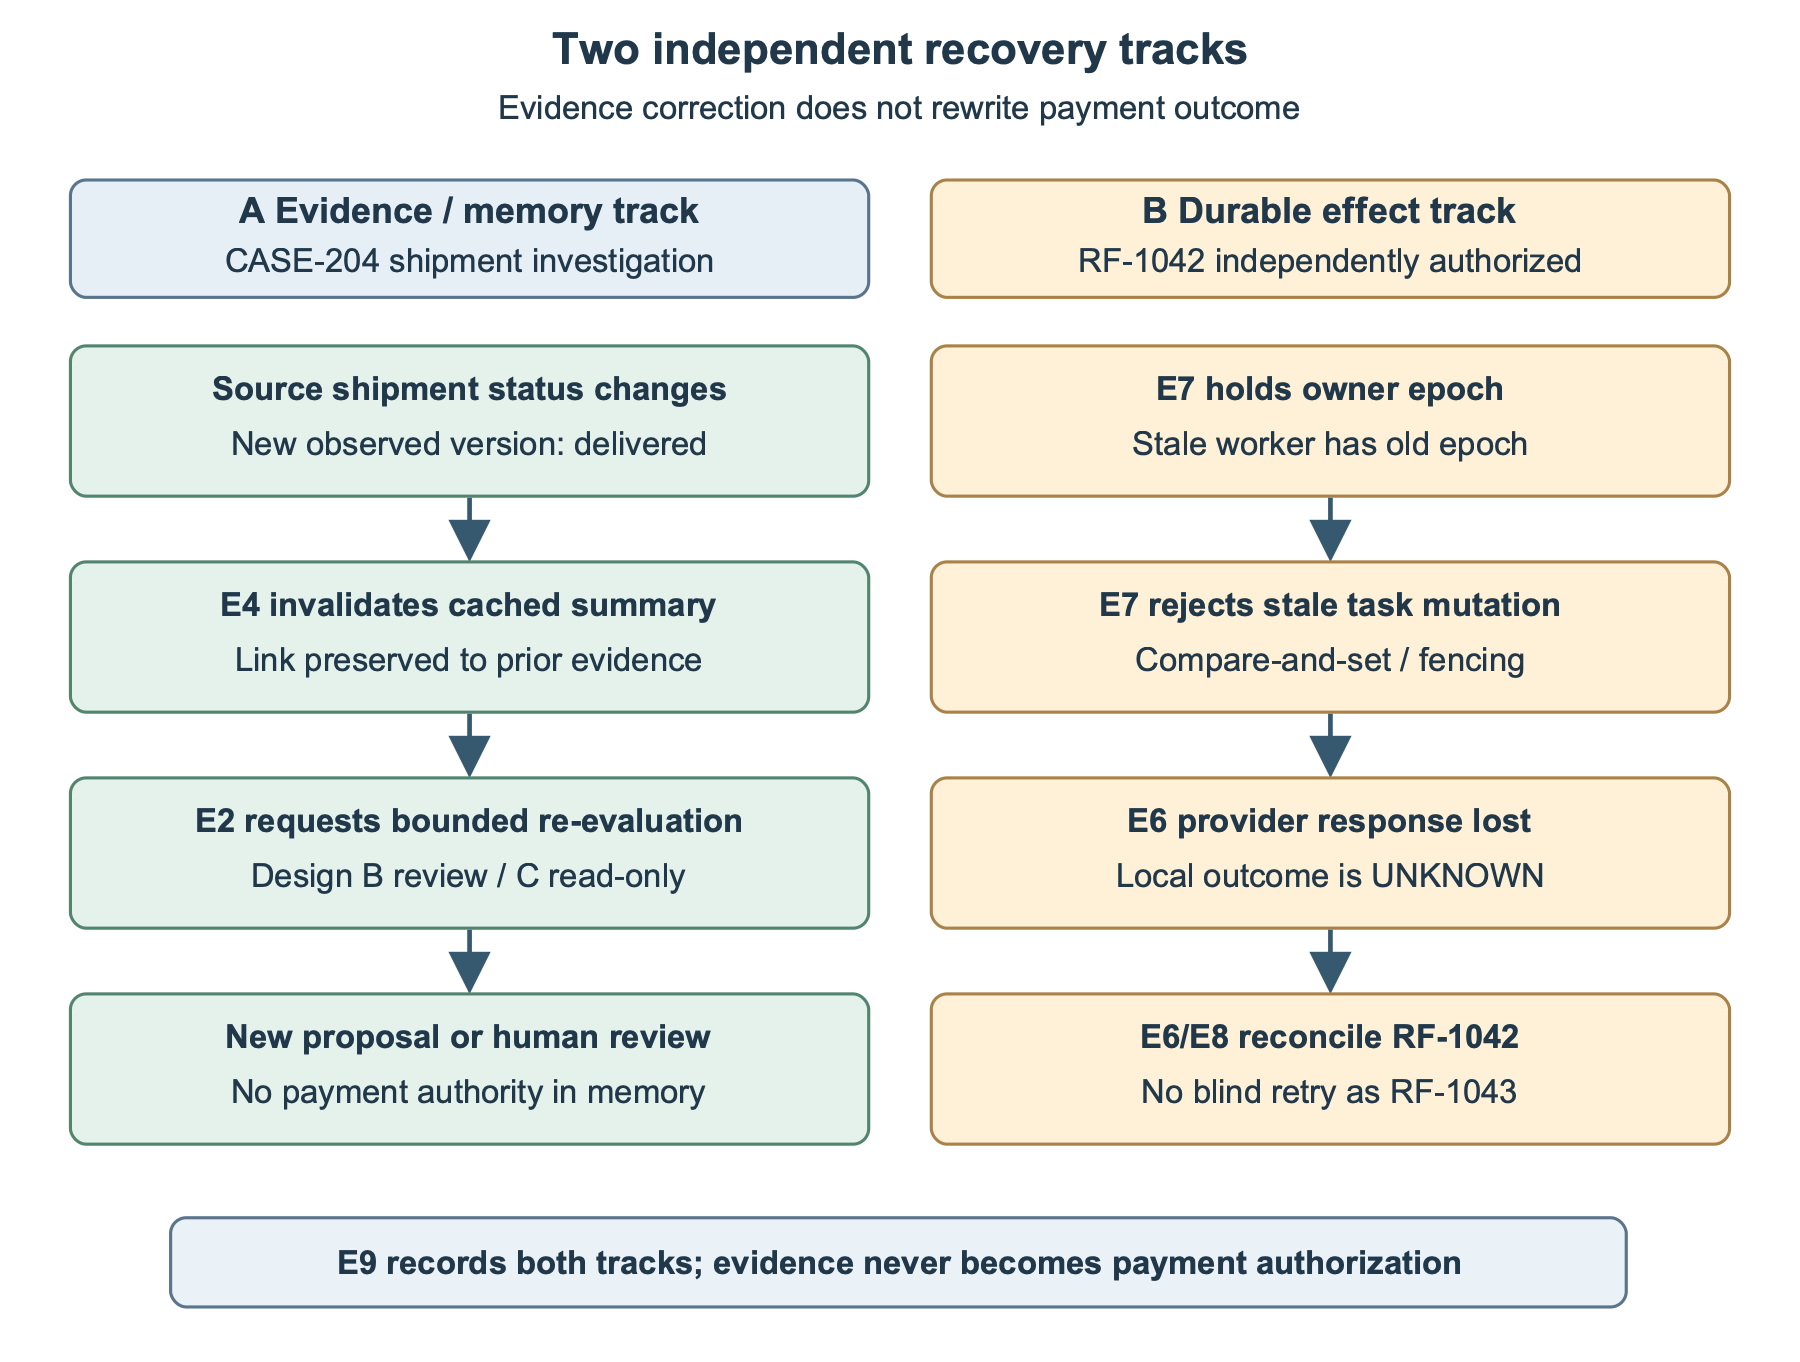 Two independent recovery tracks
Evidence correction does not rewrite payment outcome
A Evidence / memory track
CASE-204 shipment investigation
Source shipment status changes
New observed version: delivered
E4 invalidates cached summary
Link preserved to prior evidence
E2 requests bounded re-evaluation
Design B review / C read-only
New proposal or human review
No payment authority in memory
B Durable effect track
RF-1042 independently authorized
E7 holds owner epoch
Stale worker has old epoch
E7 rejects stale task mutation
Compare-and-set / fencing
E6 provider response lost
Local outcome is UNKNOWN
E6/E8 reconcile RF-1042
No blind retry as RF-1043
E9 records both tracks; evidence never becomes payment authorization